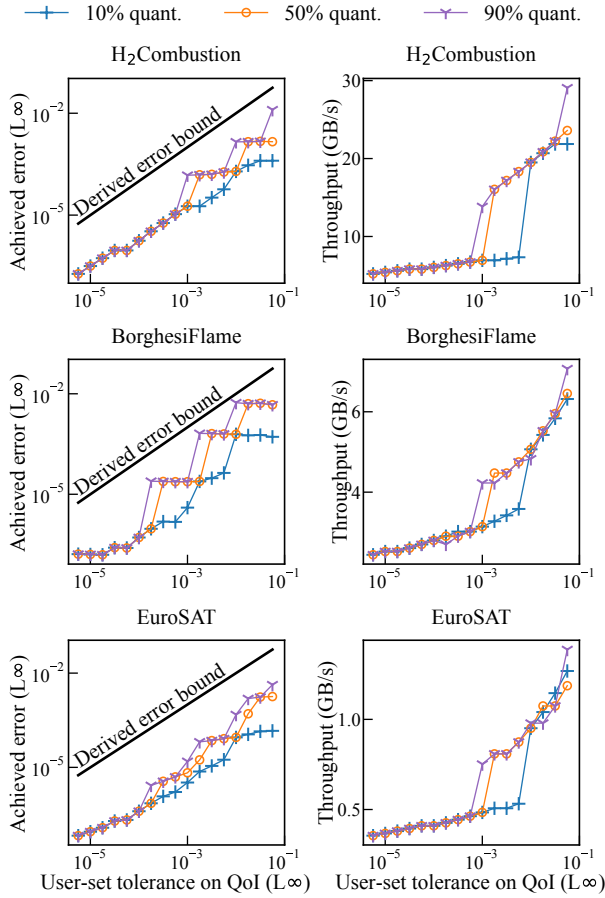 10% quant. 50% quant. 90% quant.
H₂Combustion
Achieved error (L∞)
10⁻²
10⁻⁵
Derived error bound
10⁻⁵ 10⁻³ 10⁻¹
H₂Combustion
Throughput (GB/s)
30
20
10
10⁻⁵ 10⁻³ 10⁻¹
BorghesiFlame
Achieved error (L∞)
10⁻²
10⁻⁵
Derived error bound
10⁻⁵ 10⁻³ 10⁻¹
BorghesiFlame
Throughput (GB/s)
6
4
10⁻⁵ 10⁻³ 10⁻¹
EuroSAT
Achieved error (L∞)
10⁻²
10⁻⁵
Derived error bound
10⁻⁵ 10⁻³ 10⁻¹
User-set tolerance on QoI (L∞)
EuroSAT
Throughput (GB/s)
1.0
0.5
10⁻⁵ 10⁻³ 10⁻¹
User-set tolerance on QoI (L∞)